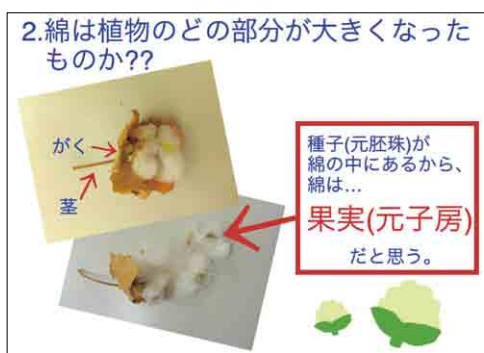 2.綿は植物のどの部分が大きくなった
ものか??
がく
茎
種子(元胚珠)が
綿の中にあるから、
綿は…
果実(元子房)
だと思う。